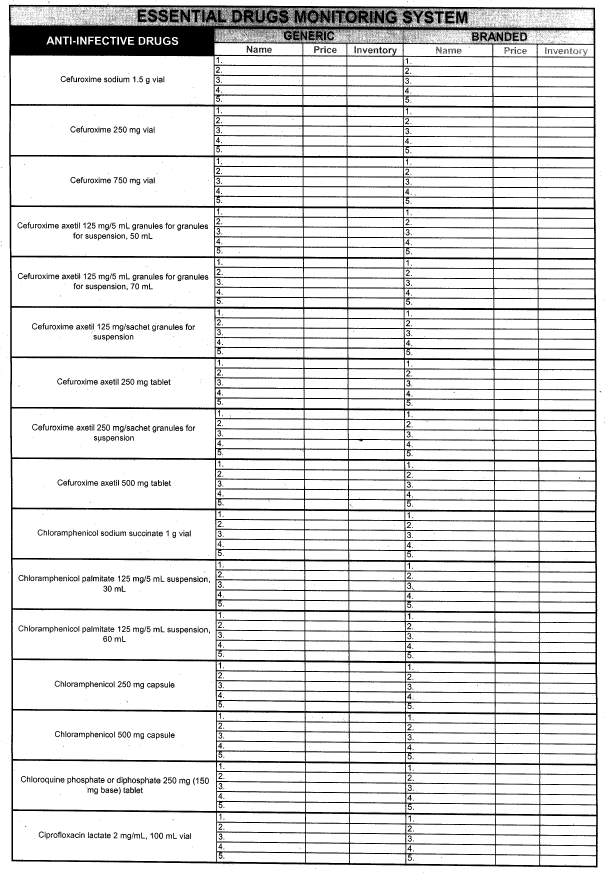 ESSENTIAL DRUGS MONITORING SYSTEM
ANTI-INFECTIVE DRUGS
GENERIC BRANDED
Name Price Inventory Name Price Inventory
Cefuroxime sodium 1.5 g vial
1. 1.
2. 2.
3. 3.
4. 4.
5. 5.
Cefuroxime 250 mg vial
1. 1.
2. 2.
3. 3.
4. 4.
5. 5.
Cefuroxime 750 mg vial
1. 1.
2. 2.
3. 3.
4. 4.
5. 5.
Cefuroxime axetil 125 mg/5 mL granules for granules
for suspension, 50 mL
1. 1.
2. 2.
3. 3.
4. 4.
5. 5.
Cefuroxime axetil 125 mg/5 mL granules for granules
for suspension, 70 mL
1. 1.
2. 2.
3. 3.
4. 4.
5. 5.
Cefuroxime axetil 125 mg/sachet granules for
suspension
1. 1.
2. 2.
3. 3.
4. 4.
5. 5.
Cefuroxime axetil 250 mg tablet
1. 1.
2. 2.
3. 3.
4. 4.
5. 5.
Cefuroxime axetil 250 mg/sachet granules for
suspension
1. 1.
2. 2.
3. 3.
4. 4.
5. 5.
Cefuroxime axetil 500 mg tablet
1. 1.
2. 2.
3. 3.
4. 4.
5. 5.
Chloramphenicol sodium succinate 1 g vial
1. 1.
2. 2.
3. 3.
4. 4.
5. 5.
Chloramphenicol palmitate 125 mg/5 mL suspension,
30 mL
1. 1.
2. 2.
3. 3.
4. 4.
5. 5.
Chloramphenicol palmitate 125 mg/5 mL suspension,
60 mL
1. 1.
2. 2.
3. 3.
4. 4.
5. 5.
Chloramphenicol 250 mg capsule
1. 1.
2. 2.
3. 3.
4. 4.
5. 5.
Chloramphenicol 500 mg capsule
1. 1.
2. 2.
3. 3.
4. 4.
5. 5.
Chloroquine phosphate or diphosphate 250 mg (150
mg base) tablet
1. 1.
2. 2.
3. 3.
4. 4.
5. 5.
Ciprofloxacin lactate 2 mg/mL, 100 mL vial
1. 1.
2. 2.
3. 3.
4. 4.
5. 5.